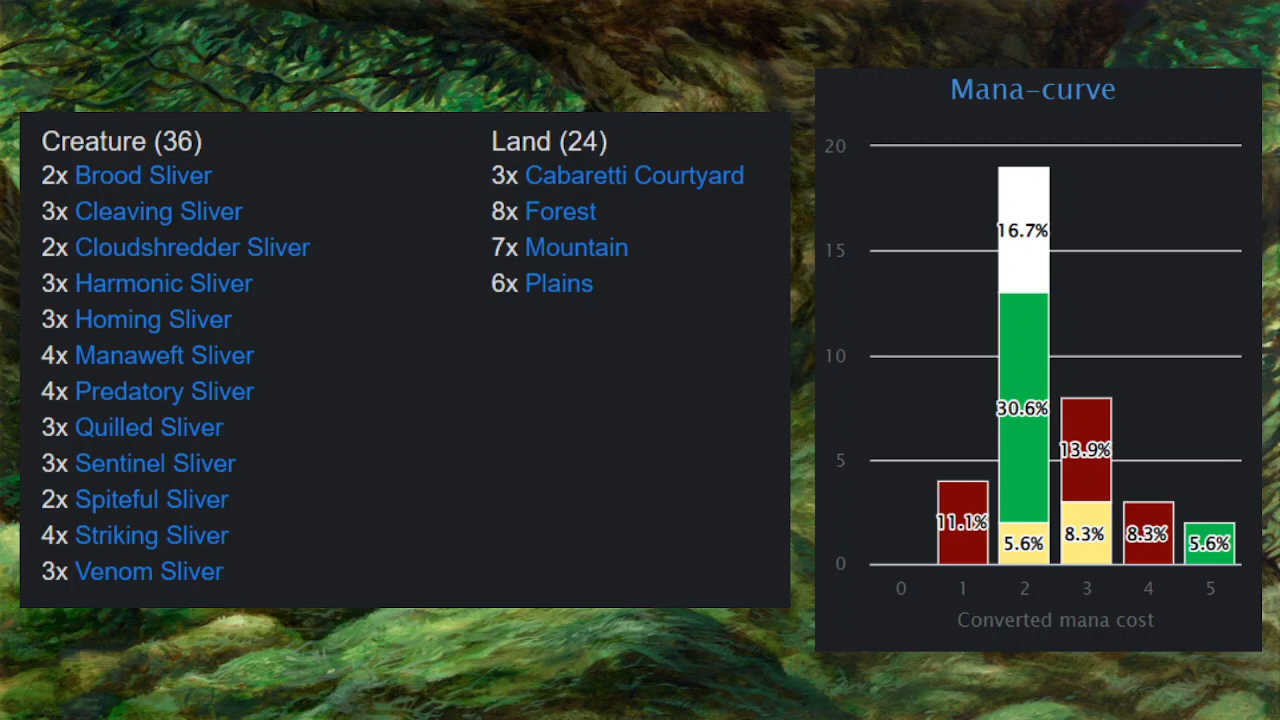 Creature (36)
2x Brood Sliver
3x Cleaving Sliver
2x Cloudshredder Sliver
3x Harmonic Sliver
3x Homing Sliver
4x Manaweft Sliver
4x Predatory Sliver
3x Quilled Sliver
3x Sentinel Sliver
2x Spiteful Sliver
4x Striking Sliver
3x Venom Sliver
Land (24)
3x Cabaretti Courtyard
8x Forest
7x Mountain
6x Plains
Mana-curve
20
15
10
5
0
16.7%
30.6%
5.6%
11.1%
13.9%
8.3%
8.3%
5.6%
0 1 2 3 4 5
Converted mana cost